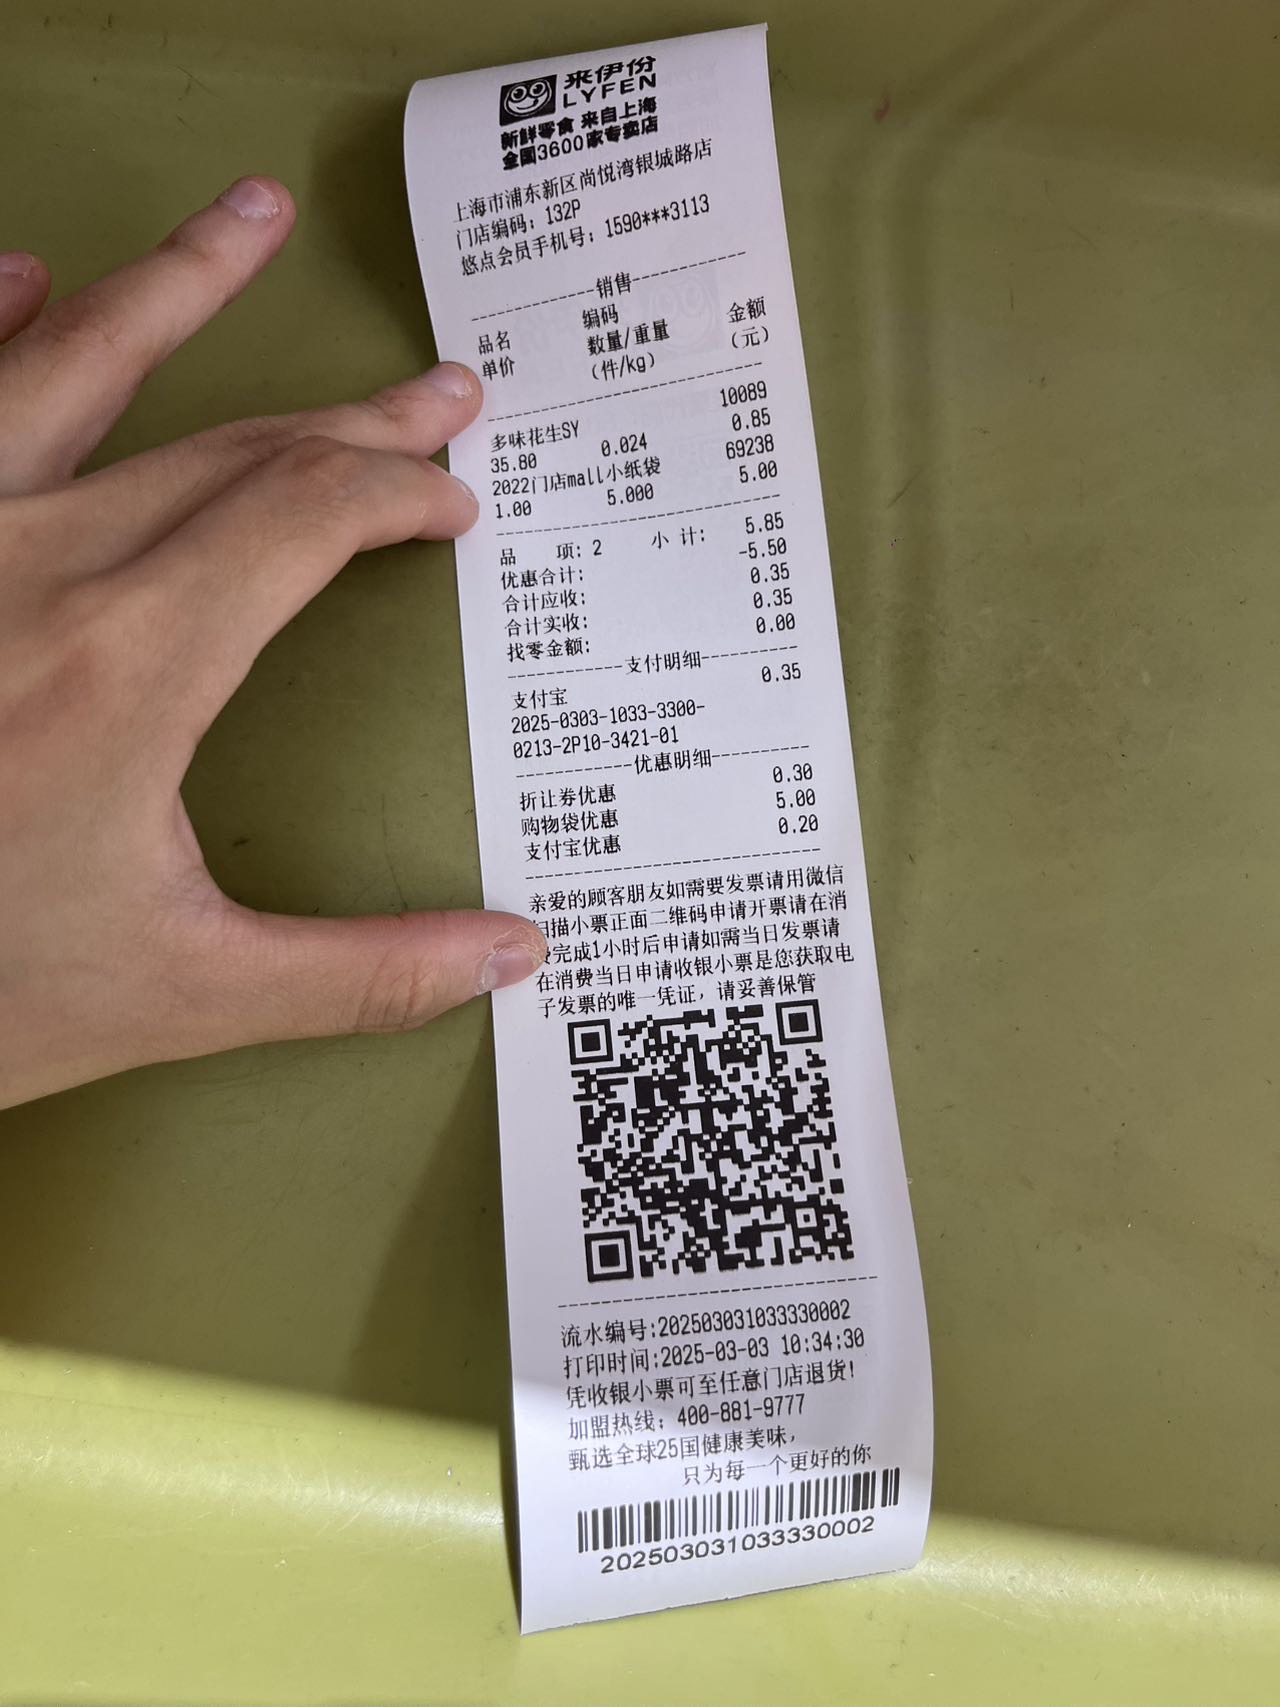 来伊份
LYFEN
新鲜零食 来自上海
全国3600家专卖店
上海市浦东新区尚悦湾银城路店
门店编码: 132P
悠点会员手机号: 1590***3113
------------销售------------
品名 编码 金额
单价 数量/重量 (元)
(件/kg)
多味花生SY 10089
35.80 0.024 0.85
2022门店mall小纸袋 69238
1.00 5.000 5.00
品 项: 2 小 计: 5.85
优惠合计: -5.50
合计应收: 0.35
合计实收: 0.35
找零金额: 0.00
-----------支付明细----------
支付宝 0.35
2025-0303-1033-3300-
0213-2P10-3421-01
-----------优惠明细----------
折让券优惠 0.30
购物袋优惠 5.00
支付宝优惠 0.20
亲爱的顾客朋友如需要发票请用微信
扫描小票正面二维码申请开票请在消
费完成1小时后申请如需当日发票请
在消费当日申请收银小票是您获取电
子发票的唯一凭证, 请妥善保管
流水编号:202503031033330002
打印时间:2025-03-03 10:34:30
凭收银小票可至任意门店退货!
加盟热线: 400-881-9777
甄选全球25国健康美味,
只为每一个更好的你
202503031033330002